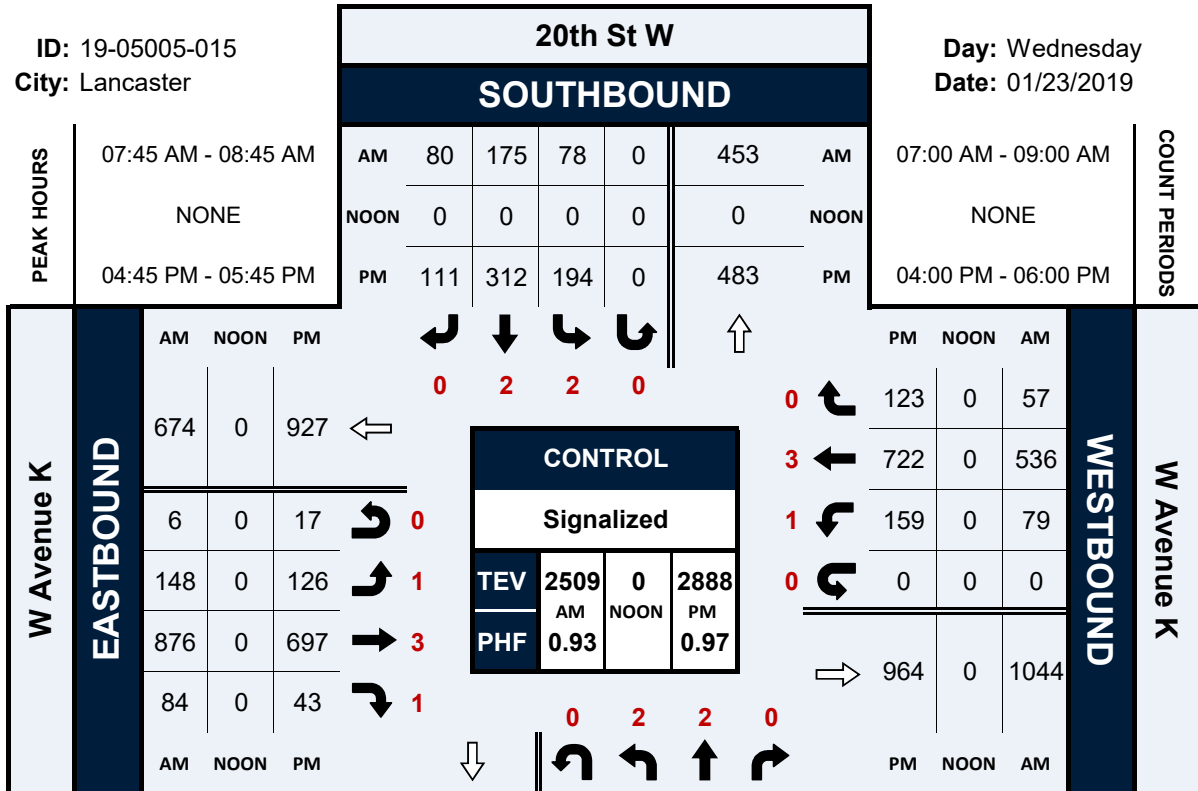 ID: 19-05005-015
City: Lancaster
20th St W
SOUTHBOUND
Day: Wednesday
Date: 01/23/2019
PEAK HOURS
07:45 AM - 08:45 AM
NONE
04:45 PM - 05:45 PM
AM 80 175 78 0 453 AM
NOON 0 0 0 0 0 NOON
PM 111 312 194 0 483 PM
07:00 AM - 09:00 AM
NONE
04:00 PM - 06:00 PM
COUNT PERIODS
0 2 2 0
W Avenue K
EASTBOUND
AM NOON PM
674 0 927
6 0 17 0
148 0 126 1
876 0 697 3
84 0 43 1
AM NOON PM
CONTROL
Signalized
TEV 2509 0 2888
AM NOON PM
PHF 0.93 0.97
PM NOON AM
0 123 0 57
3 722 0 536
1 159 0 79
0 0 0 0
964 0 1044
PM NOON AM
WESTBOUND
W Avenue K
0 2 2 0